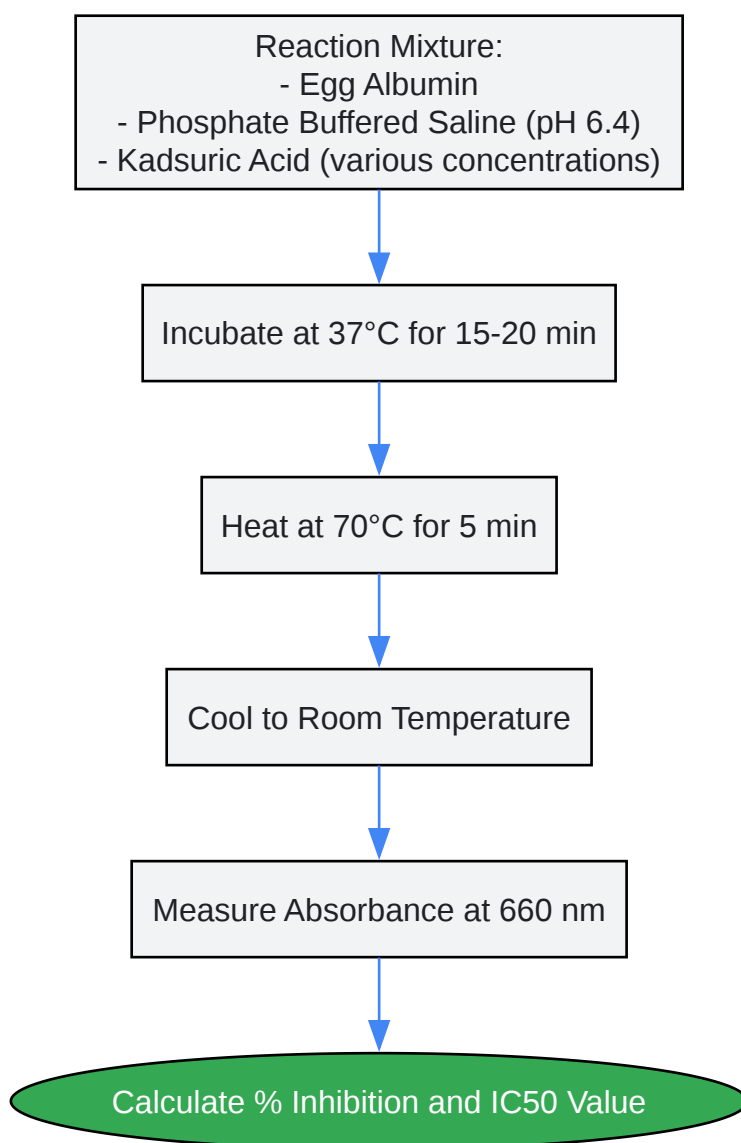 Reaction Mixture:
- Egg Albumin
- Phosphate Buffered Saline (pH 6.4)
- Kadsuric Acid (various concentrations)
Incubate at 37°C for 15-20 min
Heat at 70°C for 5 min
Cool to Room Temperature
Measure Absorbance at 660 nm
Calculate % Inhibition and IC50 Value